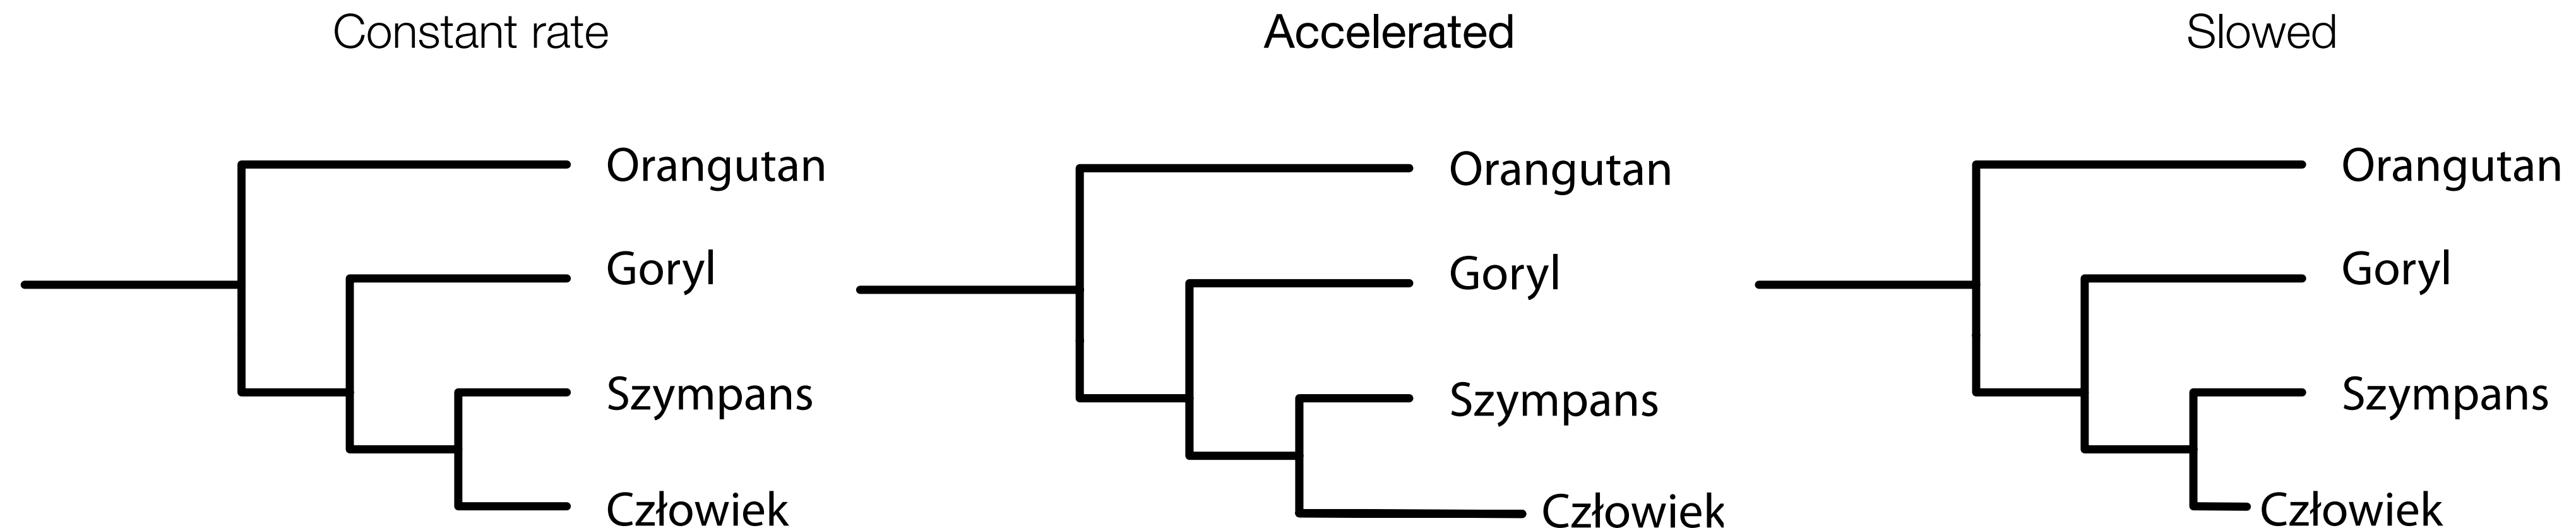 Constant rate
Orangutan
Goryl
Szympans
Człowiek
Accelerated
Orangutan
Goryl
Szympans
Człowiek
Slowed
Orangutan
Goryl
Szympans
Człowiek